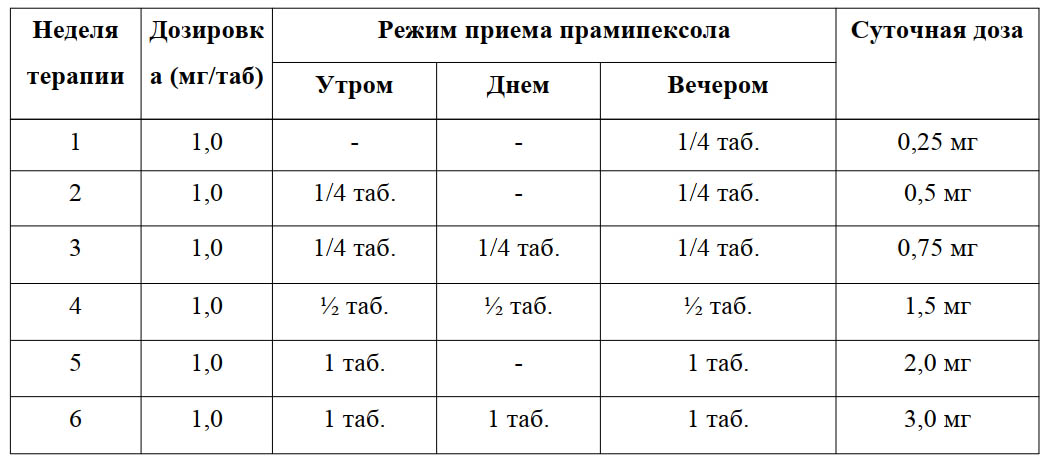 Неделя Дозировк Режим приема прамипексола Суточная доза
терапии а (мг/таб) Утром Днем Вечером
1 1,0 - - 1/4 таб. 0,25 мг
2 1,0 1/4 таб. - 1/4 таб. 0,5 мг
3 1,0 1/4 таб. 1/4 таб. 1/4 таб. 0,75 мг
4 1,0 ½ таб. ½ таб. ½ таб. 1,5 мг
5 1,0 1 таб. - 1 таб. 2,0 мг
6 1,0 1 таб. 1 таб. 1 таб. 3,0 мг